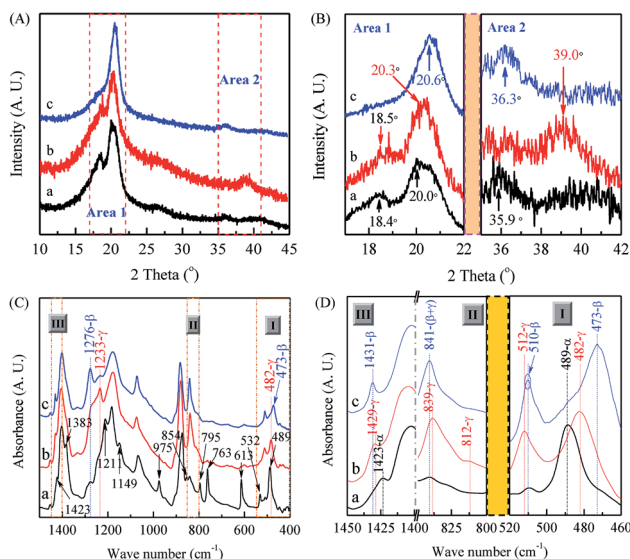 (A)
Intensity (A. U.)
Area 2
Area 1
c
b
a
10 15 20 25 30 35 40 45
2 Theta (°)
(B)
Intensity (A. U.)
Area 1
Area 2
20.3°
20.6°
39.0°
36.3°
18.5°
18.4°
20.0°
35.9 °
c
b
a
18 20 22 36 38 40 42
2 Theta (°)
(C)
Absorbance (A. U.)
III
II
I
1276-β
1233-γ
482-γ
473-β
c
b
a
1383
1423
1211
1149
975
854
795
763
613
532
489
1400 1200 1000 800 600 400
Wave number (cm-1)
(D)
Absorbance (A. U.)
III
II
I
1431-β
1429-γ
1423-α
841-(β+γ)
839-γ
812-γ
512-γ
510-β
489-α
482-γ
473-β
c
b
a
1450 1425 1400 825 800 520 500 480 460
Wave number (cm-1)